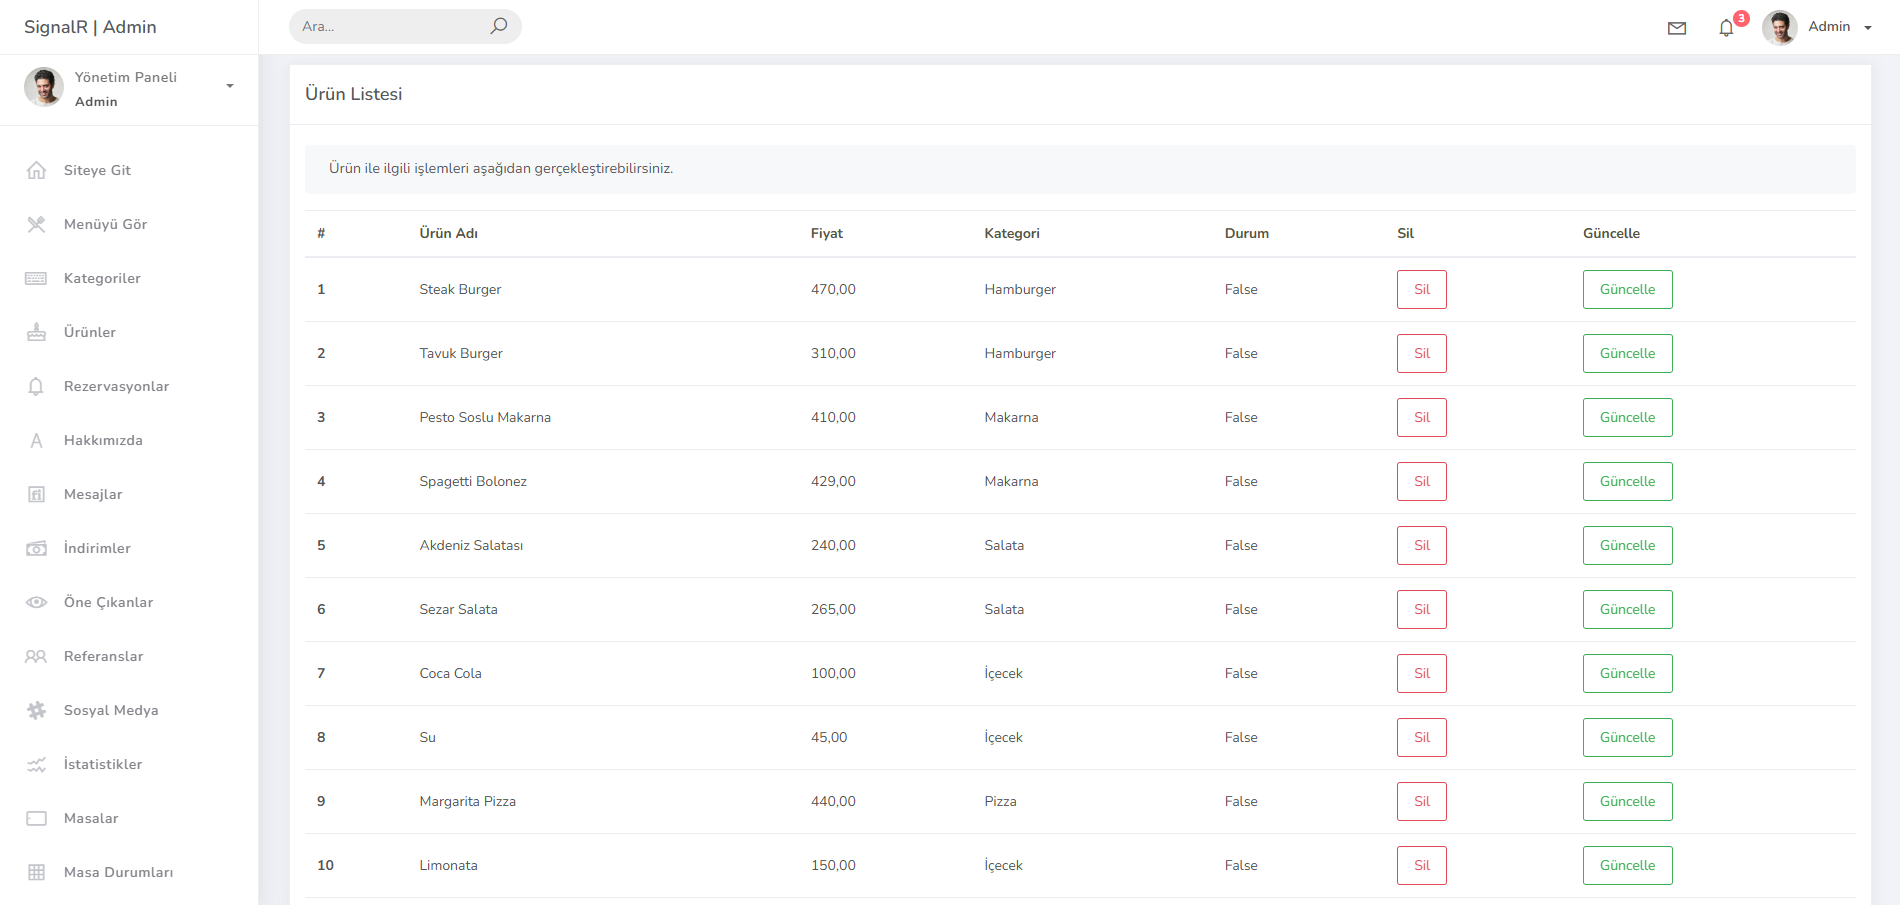 SignalR | Admin
Ara...
3
Admin
Yönetim Paneli
Admin
Siteye Git
Menüyü Gör
Kategoriler
Ürünler
Rezervasyonlar
Hakkımızda
Mesajlar
İndirimler
Öne Çıkanlar
Referanslar
Sosyal Medya
İstatistikler
Masalar
Masa Durumları
Ürün Listesi
Ürün ile ilgili işlemleri aşağıdan gerçekleştirebilirsiniz.
# Ürün Adı Fiyat Kategori Durum Sil Güncelle
1 Steak Burger 470,00 Hamburger False Sil Güncelle
2 Tavuk Burger 310,00 Hamburger False Sil Güncelle
3 Pesto Soslu Makarna 410,00 Makarna False Sil Güncelle
4 Spagetti Bolonez 429,00 Makarna False Sil Güncelle
5 Akdeniz Salatası 240,00 Salata False Sil Güncelle
6 Sezar Salata 265,00 Salata False Sil Güncelle
7 Coca Cola 100,00 İçecek False Sil Güncelle
8 Su 45,00 İçecek False Sil Güncelle
9 Margarita Pizza 440,00 Pizza False Sil Güncelle
10 Limonata 150,00 İçecek False Sil Güncelle